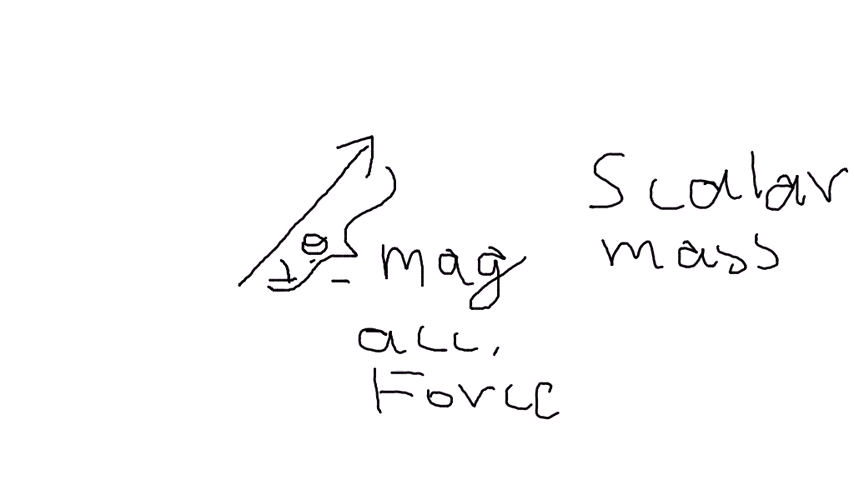 θ
mag
acc.
Force
Scalar
mass